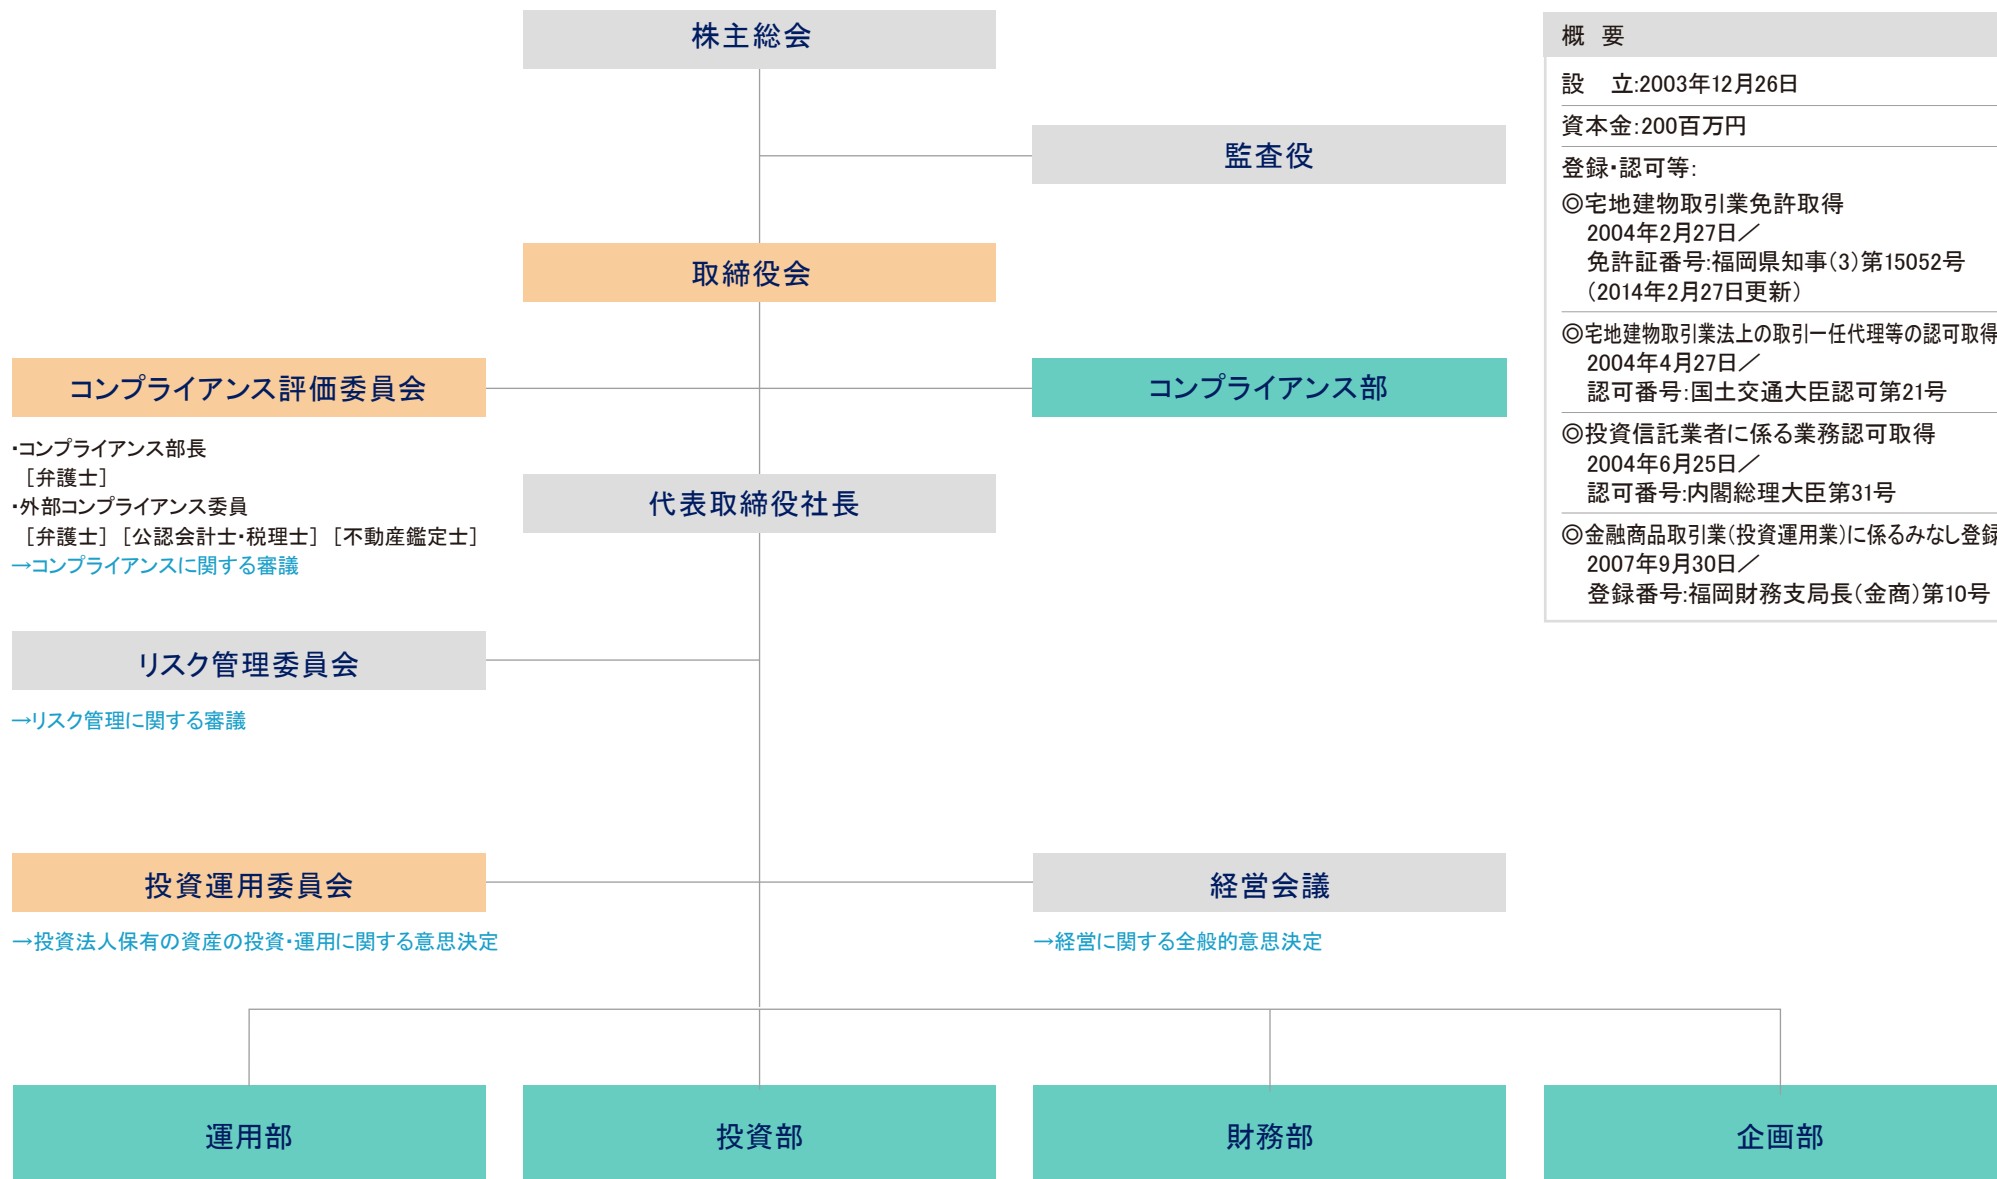 株主総会
監査役
取締役会
コンプライアンス評価委員会
コンプライアンス部
・コンプライアンス部長
［弁護士］
・外部コンプライアンス委員
［弁護士］［公認会計士・税理士］［不動産鑑定士］
→コンプライアンスに関する審議
代表取締役社長
リスク管理委員会
→リスク管理に関する審議
投資運用委員会
→投資法人保有の資産の投資・運用に関する意思決定
経営会議
→経営に関する全般的意思決定
運用部
投資部
財務部
企画部
概 要
設　立:2003年12月26日
資本金:200百万円
登録・認可等:
◎宅地建物取引業免許取得
2004年2月27日／
免許証番号:福岡県知事（3）第15052号
（2014年2月27日更新）
◎宅地建物取引業法上の取引一任代理等の認可取得
2004年4月27日／
認可番号:国土交通大臣認可第21号
◎投資信託業者に係る業務認可取得
2004年6月25日／
認可番号:内閣総理大臣第31号
◎金融商品取引業（投資運用業）に係るみなし登録
2007年9月30日／
登録番号:福岡財務支局長（金商）第10号